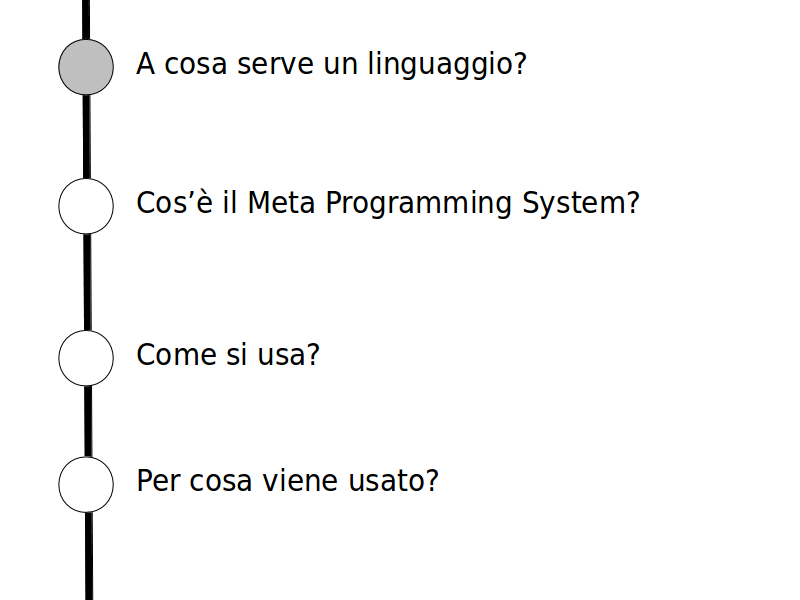 A cosa serve un linguaggio?
Cos’è il Meta Programming System?
Come si usa?
Per cosa viene usato?